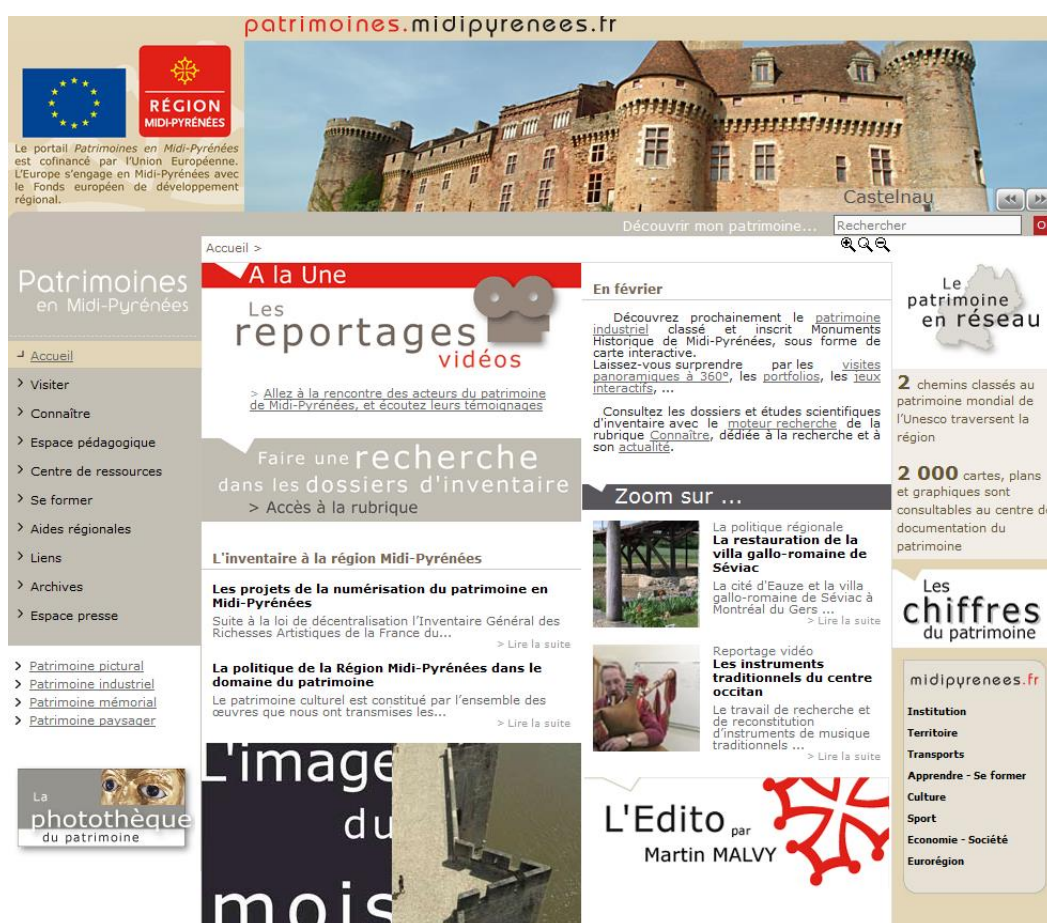 patrimoines.midipyrenees.fr
RÉGION
MIDI-PYRÉNÉES
Le portail Patrimoines en Midi-Pyrénées
est cofinancé par l'Union Européenne.
L'Europe s'engage en Midi-Pyrénées avec
le Fonds européen de développement
régional.
Castelnau
Découvrir mon patrimoine...
Rechercher
Accueil >
Patrimoines
en Midi-Pyrénées
Accueil
Visiter
Connaître
Espace pédagogique
Centre de ressources
Se former
Aides régionales
Liens
Archives
Espace presse
Patrimoine pictural
Patrimoine industriel
Patrimoine mémorial
Patrimoine paysager
La
photothèque
du patrimoine
A la Une
Les
reportages
vidéos
> Allez à la rencontre des acteurs du patrimoine
de Midi-Pyrénées, et écoutez leurs témoignages
Faire une recherche
dans les dossiers d'inventaire
> Accès à la rubrique
L'inventaire à la région Midi-Pyrénées
Les projets de la numérisation du patrimoine en
Midi-Pyrénées
Suite à la loi de décentralisation l'Inventaire Général des
Richesses Artistiques de la France du...
> Lire la suite
La politique de la Région Midi-Pyrénées dans le
domaine du patrimoine
Le patrimoine culturel est constitué par l'ensemble des
œuvres que nous ont transmises les...
> Lire la suite
L'image
du
mois
En février
Découvrez prochainement le patrimoine
industriel classé et inscrit Monuments
Historique de Midi-Pyrénées, sous forme de
carte interactive.
Laissez-vous surprendre par les visites
panoramiques à 360°, les portfolios, les jeux
interactifs, ...
Consultez les dossiers et études scientifiques
d'inventaire avec le moteur recherche de la
rubrique Connaître, dédiée à la recherche et à
son actualité.
Zoom sur ...
La politique régionale
La restauration de la
villa gallo-romaine de
Séviac
La cité d'Eauze et la villa
gallo-romaine de Séviac à
Montréal du Gers ...
> Lire la suite
Reportage vidéo
Les instruments
traditionnels du centre
occitan
Le travail de recherche et
de reconstitution
d'instruments de musique
traditionnels ...
> Lire la suite
L'Edito par
Martin MALVY
Le
patrimoine
en réseau
2 chemins classés au
patrimoine mondial de
l'Unesco traversent la
région
2 000 cartes, plans
et graphiques sont
consultables au centre de
documentation du
patrimoine
Les
chiffres
du patrimoine
midipyrenees.fr
Institution
Territoire
Transports
Apprendre - Se former
Culture
Sport
Economie - Société
Eurorégion